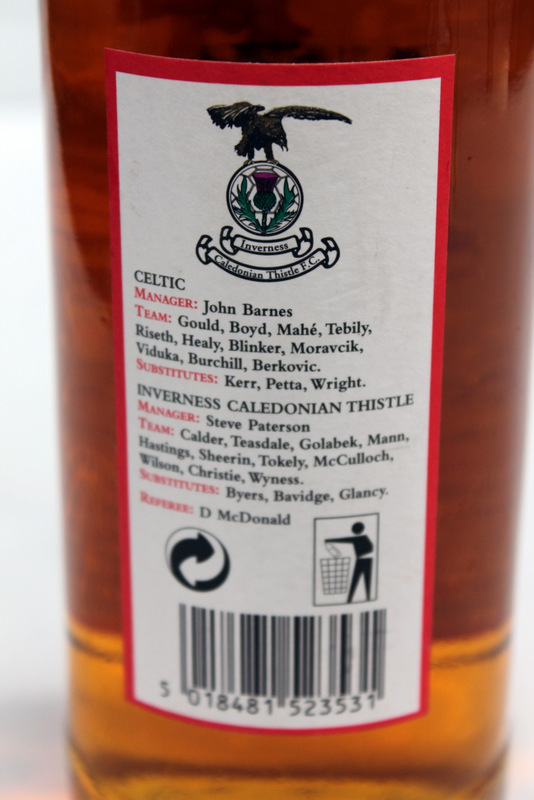 Inverness
Caledonian Thistle F.C.
CELTIC
MANAGER: John Barnes
TEAM: Gould, Boyd, Mahé, Tebily,
Riseth, Healy, Blinker, Moravcik,
Viduka, Burchill, Berkovic.
SUBSTITUTES: Kerr, Petta, Wright.
INVERNESS CALEDONIAN THISTLE
MANAGER: Steve Paterson
TEAM: Calder, Teasdale, Golabek, Mann,
Hastings, Sheerin, Tokely, McCulloch,
Wilson, Christie, Wyness.
SUBSTITUTES: Byers, Bavidge, Glancy.
REFEREE: D McDonald
5 018481 523531